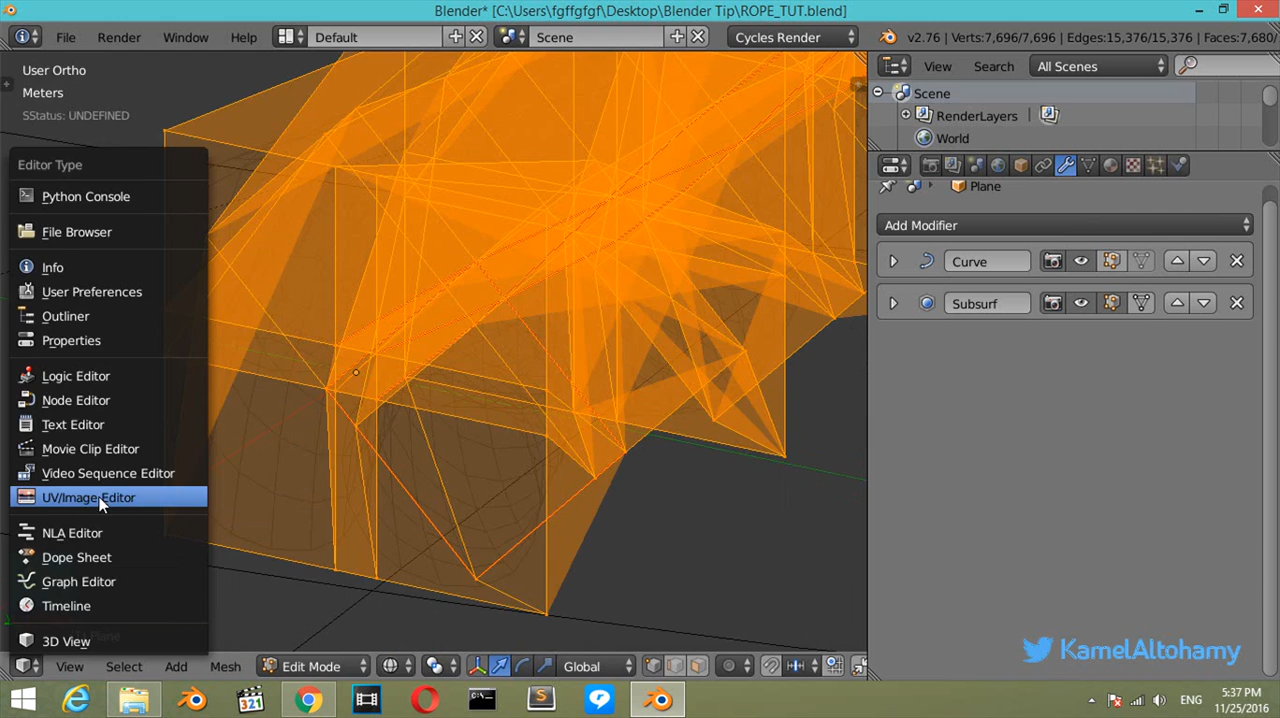 Blender* [C:\Users\fgffgfgf\Desktop\Blender Tip\ROPE_TUT.blend]
File Render Window Help Default Scene Cycles Render v2.76 | Verts:7,696/7,696 | Edges:15,376/15,376 | Faces:7,680/
User Ortho
Meters
SStatus: UNDEFINED
View Search All Scenes
Scene
RenderLayers
World
Plane
Add Modifier
Curve
Subsurf
Editor Type
Python Console
File Browser
Info
User Preferences
Outliner
Properties
Logic Editor
Node Editor
Text Editor
Movie Clip Editor
Video Sequence Editor
UV/Image Editor
NLA Editor
Dope Sheet
Graph Editor
Timeline
3D View
View Select Add Mesh Edit Mode Global
KamelAltohamy
321
C:\_
S
ENG
5:37 PM
11/25/2016